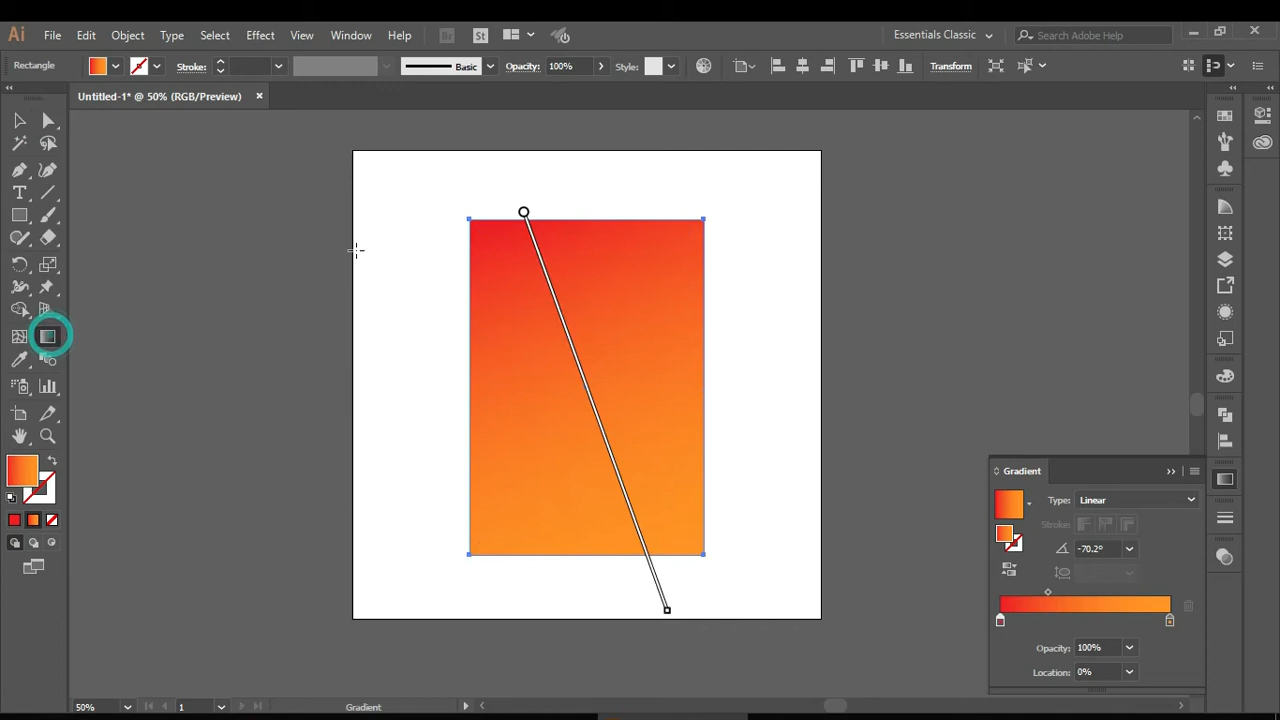 Ai File Edit Object Type Select Effect View Window Help Br St Essentials Classic Search Adobe Help
Rectangle Stroke: Basic Opacity: 100% Style: Transform
Untitled-1* @ 50% (RGB/Preview) ×
T
Gradient
Type: Linear
Stroke:
-70.2°
Opacity: 100%
Location: 0%
50% 1 Gradient